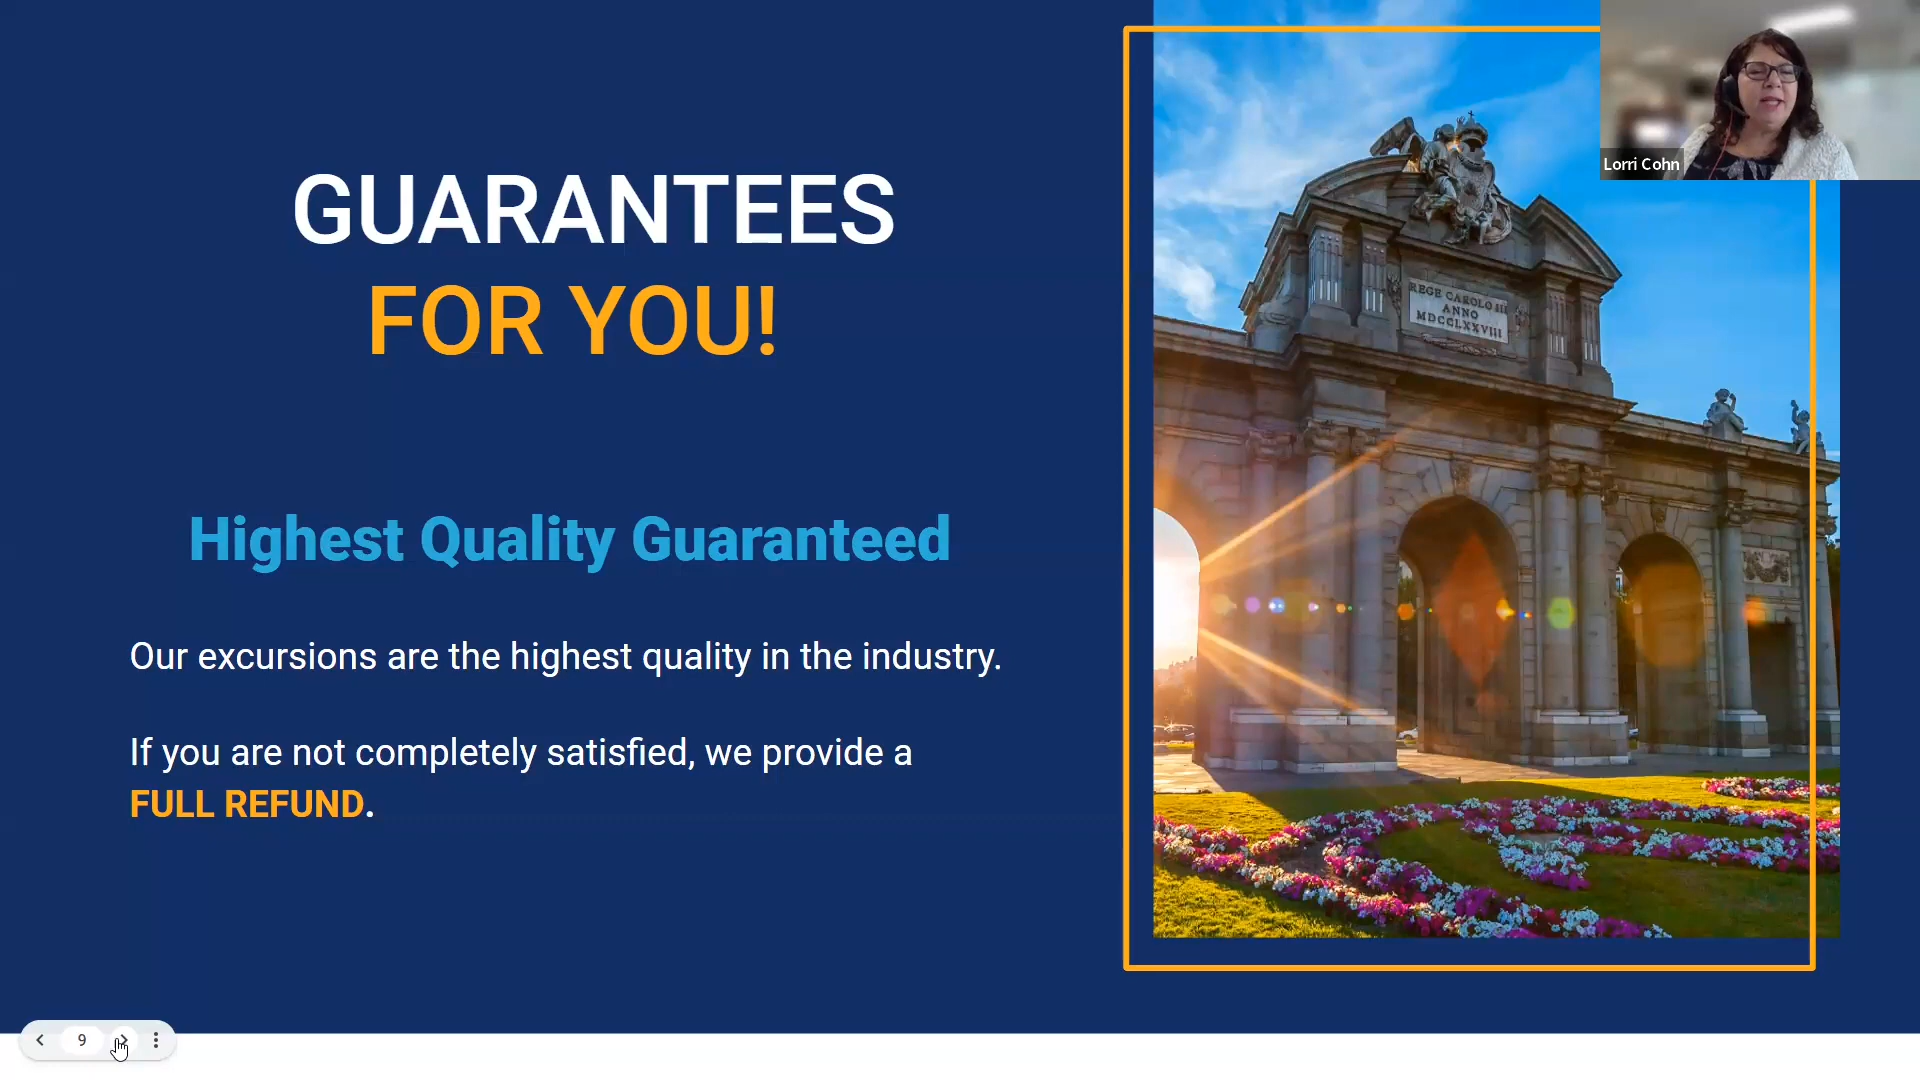 GUARANTEES
FOR YOU!
Highest Quality Guaranteed
Our excursions are the highest quality in the industry.
If you are not completely satisfied, we provide a
FULL REFUND.
REGE CAROLO III
ANNO
MDCCLXXVIII
Lorri Cohn
9